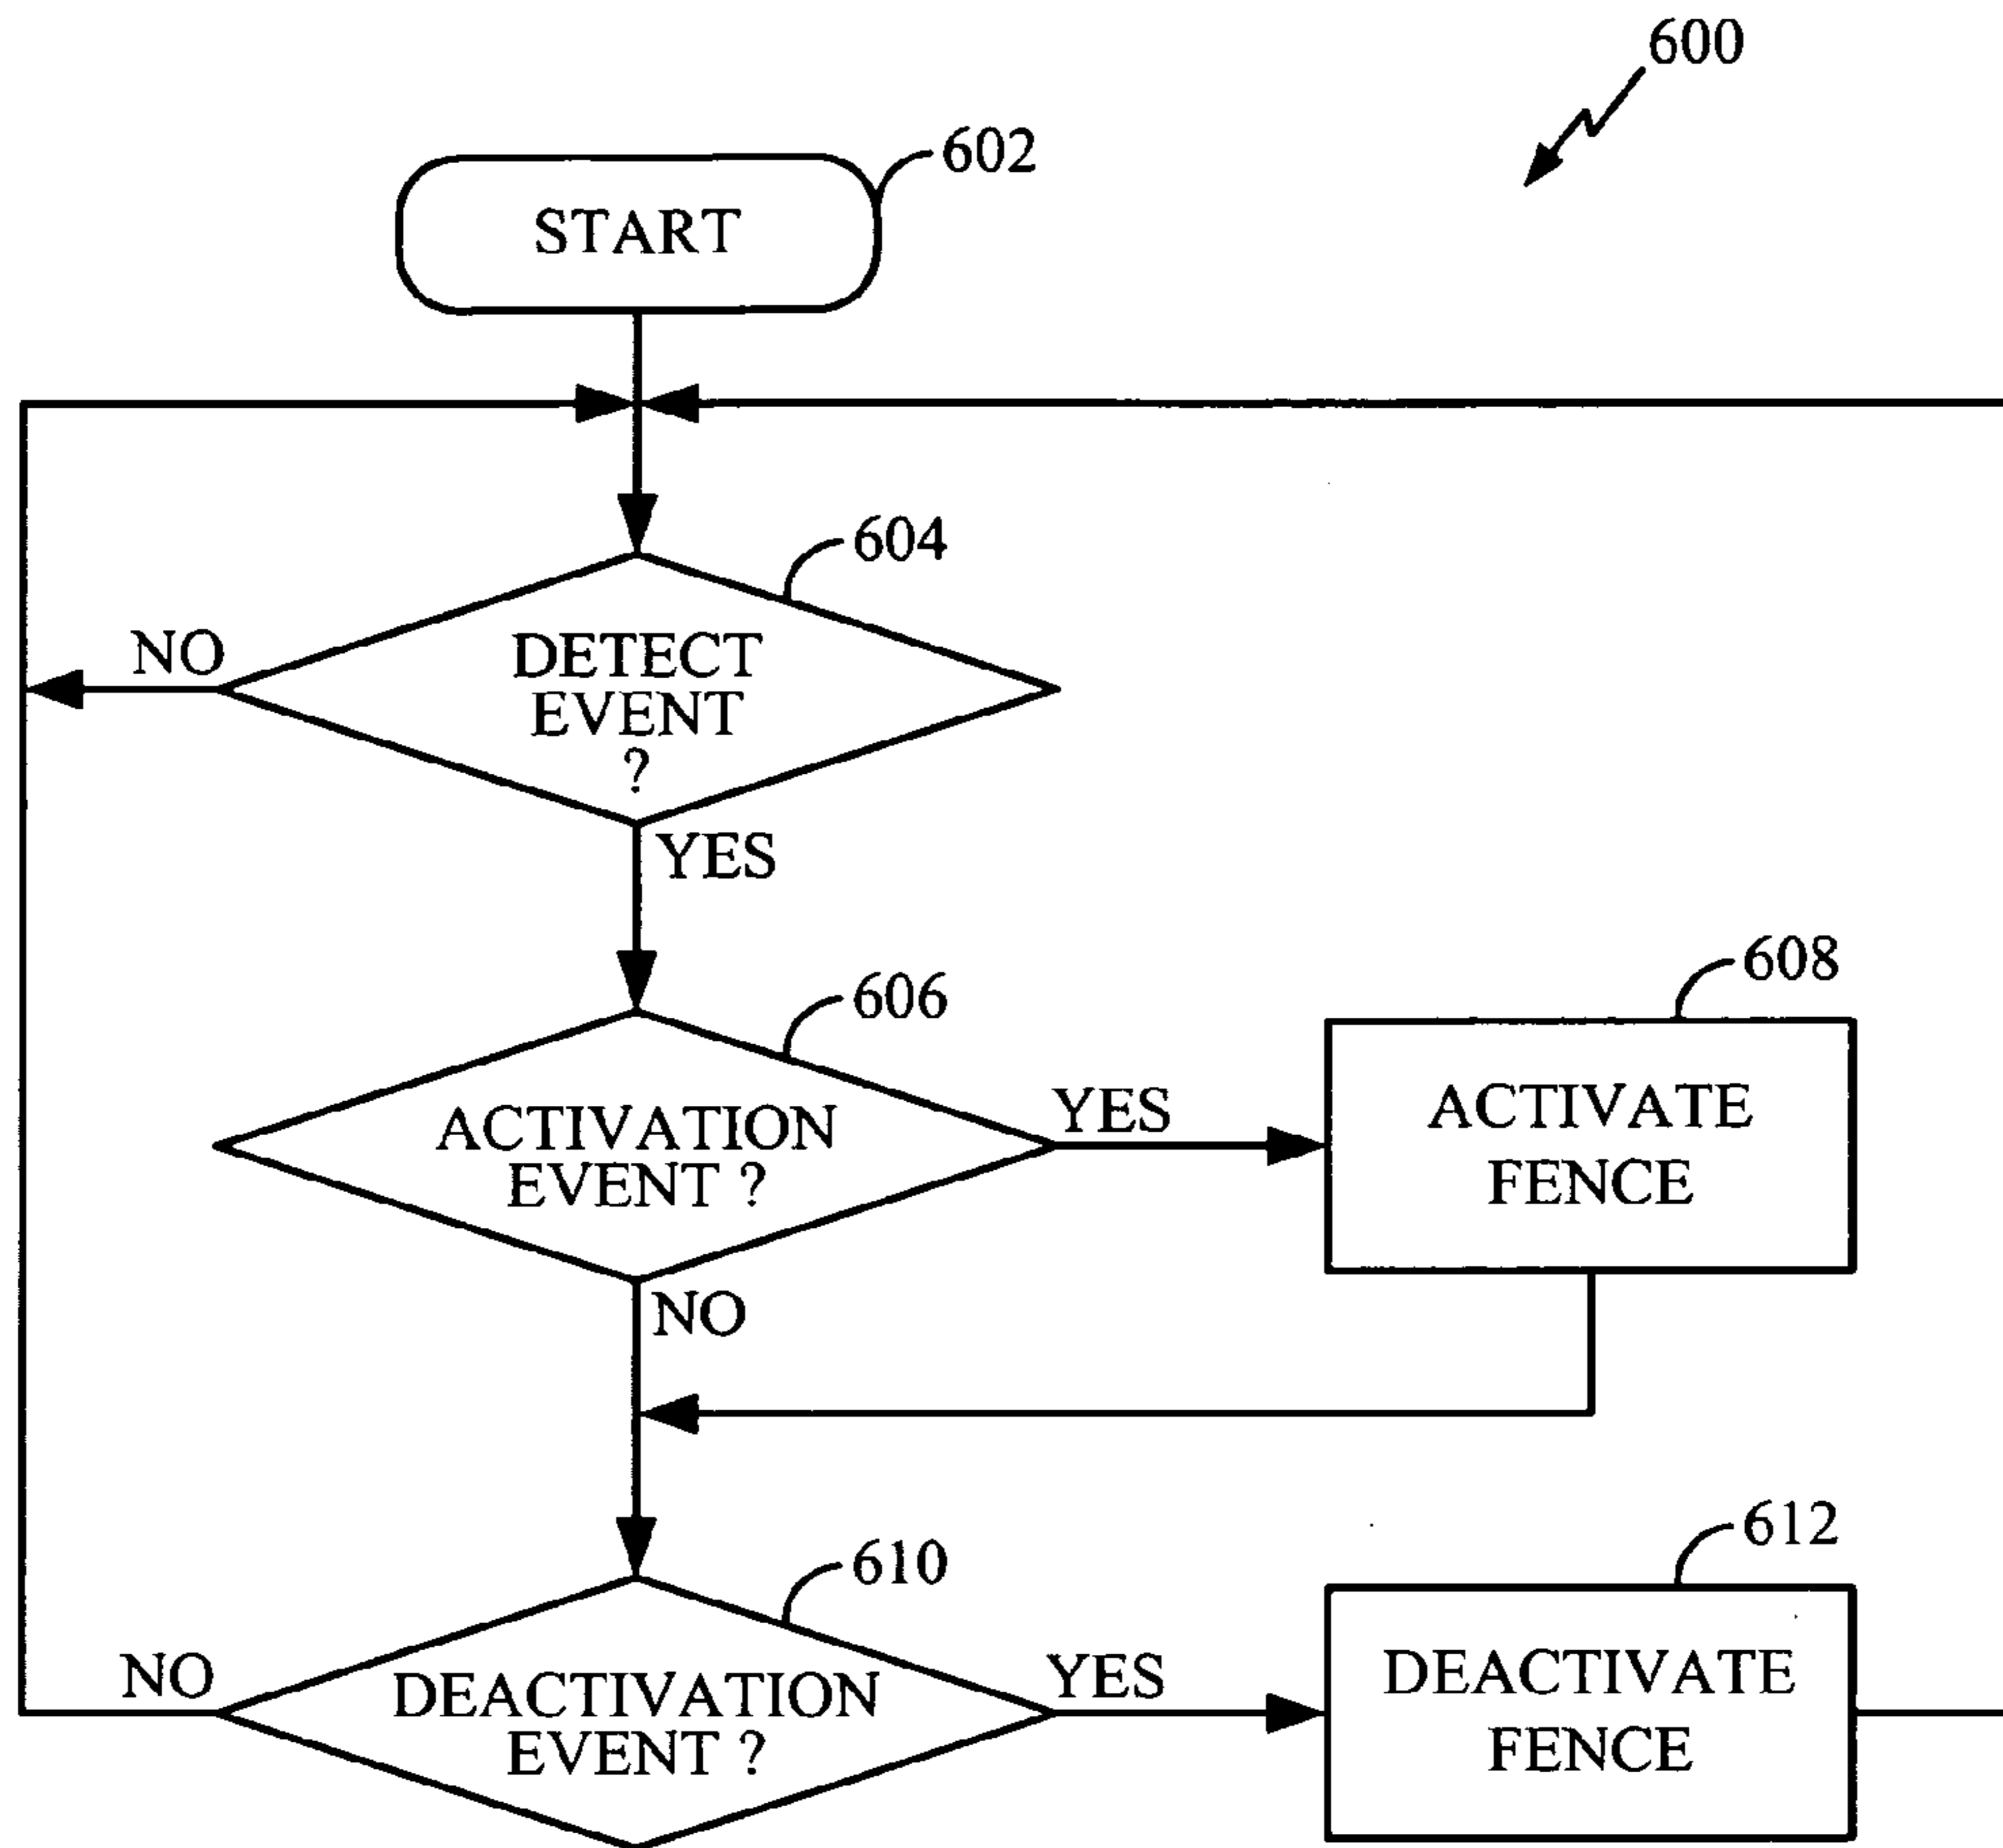 600
602
START
604
DETECT
EVENT
?
NO
YES
606
ACTIVATION
EVENT ?
YES
608
ACTIVATE
FENCE
NO
610
DEACTIVATION
EVENT ?
NO
YES
612
DEACTIVATE
FENCE